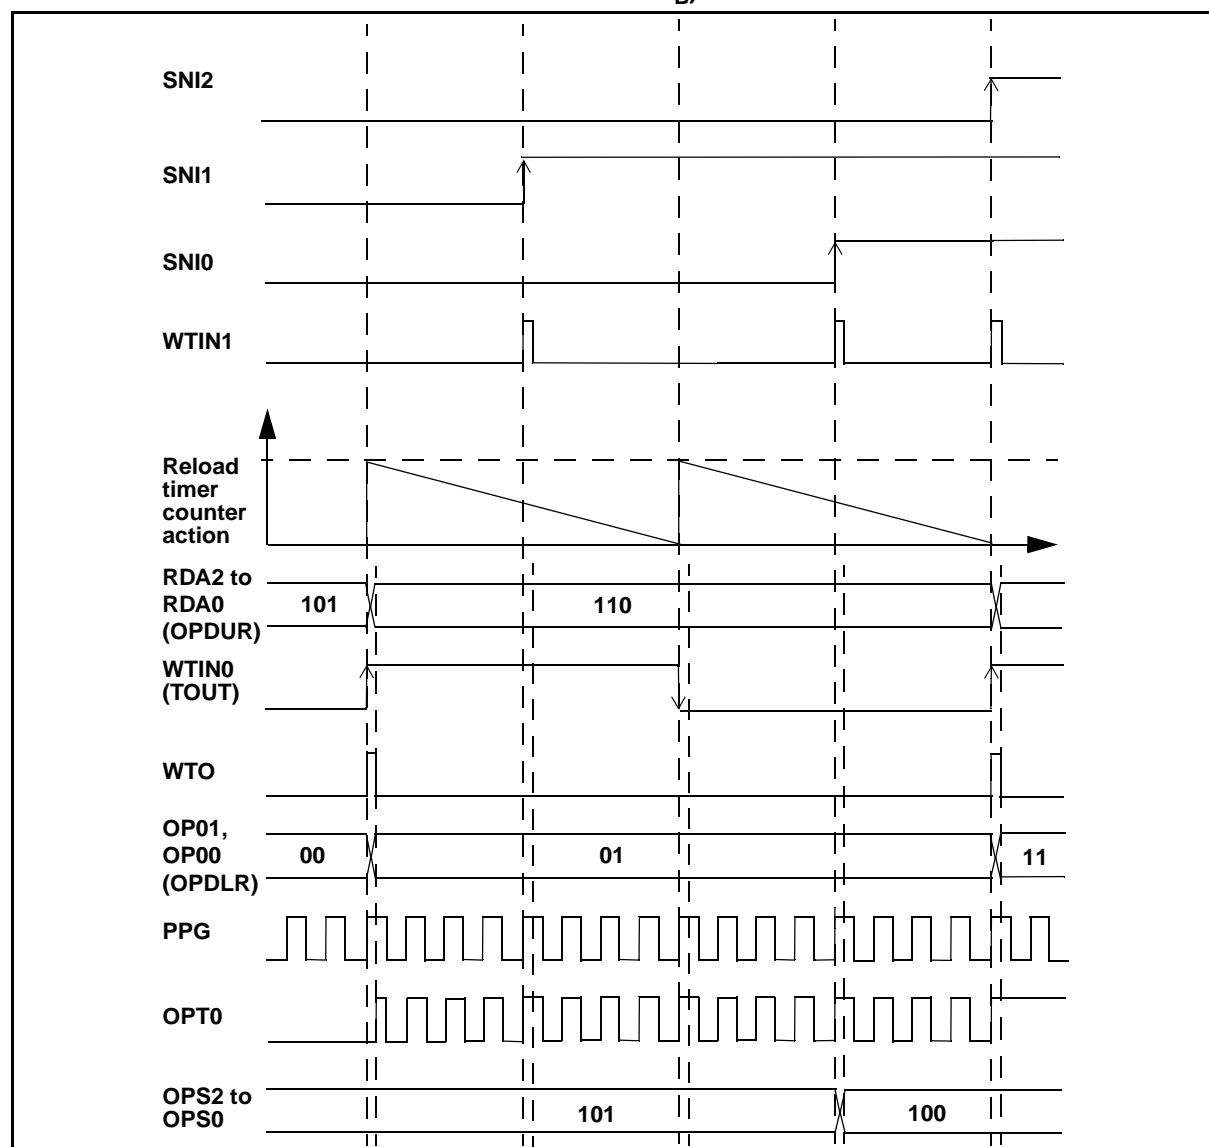 SNI2
SNI1
SNI0
WTIN1
Reload
timer
counter
action
RDA2 to
RDA0
(OPDUR)
101
110
WTIN0
(TOUT)
WTO
OP01,
OP00
(OPDLR)
00
01
11
PPG
OPT0
OPS2 to
OPS0
101
100